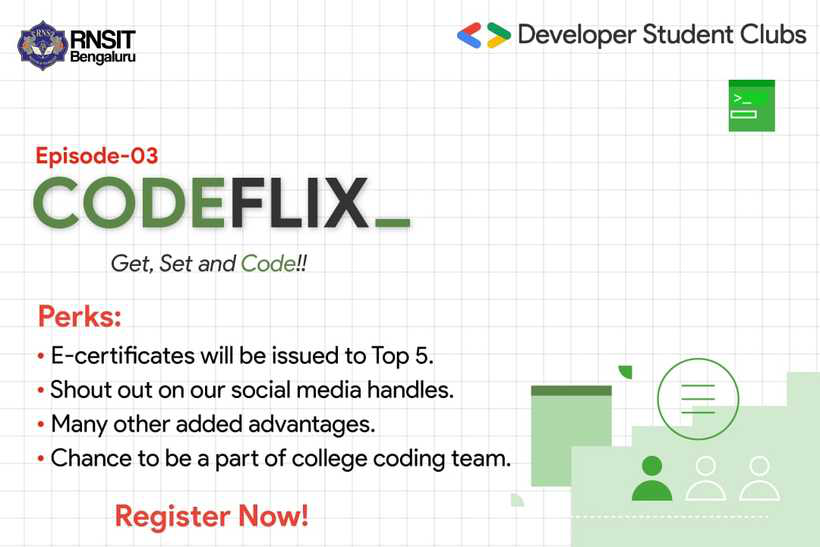 RNSIT
Bengaluru
Developer Student Clubs
>_
Episode-03
CODEFLIX_
Get, Set and Code!!
Perks:
• E-certificates will be issued to Top 5.
• Shout out on our social media handles.
• Many other added advantages.
• Chance to be a part of college coding team.
Register Now!